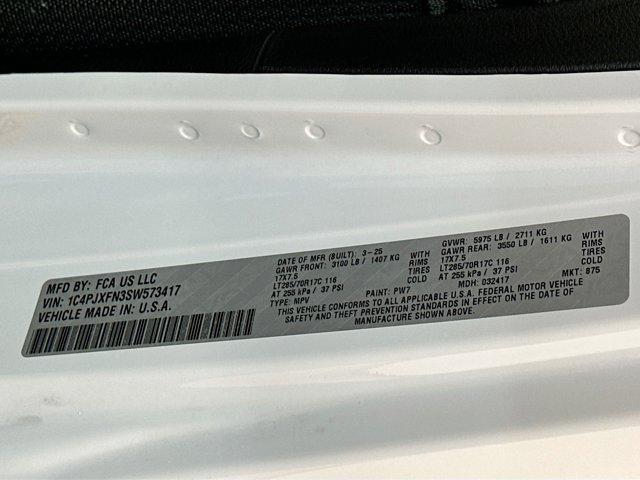 MFD BY: FCA US LLC
VIN: 1C4PJXFN3SW573417
VEHICLE MADE IN: U.S.A.
DATE OF MFR (BUILT): 3-25
GAWR FRONT: 3100 LB / 1407 KG WITH
17X7.5 RIMS
LT285/70R17C 116 TIRES
AT 255 kPa / 37 PSI COLD
GVWR: 5975 LB / 2711 KG
GAWR REAR: 3550 LB / 1611 KG WITH
17X7.5 RIMS
LT285/70R17C 116 TIRES
AT 255 kPa / 37 PSI COLD
TYPE: MPV PAINT: PW7 MDH: 032417 MKT: 875
THIS VEHICLE CONFORMS TO ALL APPLICABLE U.S.A. FEDERAL MOTOR VEHICLE
SAFETY AND THEFT PREVENTION STANDARDS IN EFFECT ON THE DATE OF
MANUFACTURE SHOWN ABOVE.